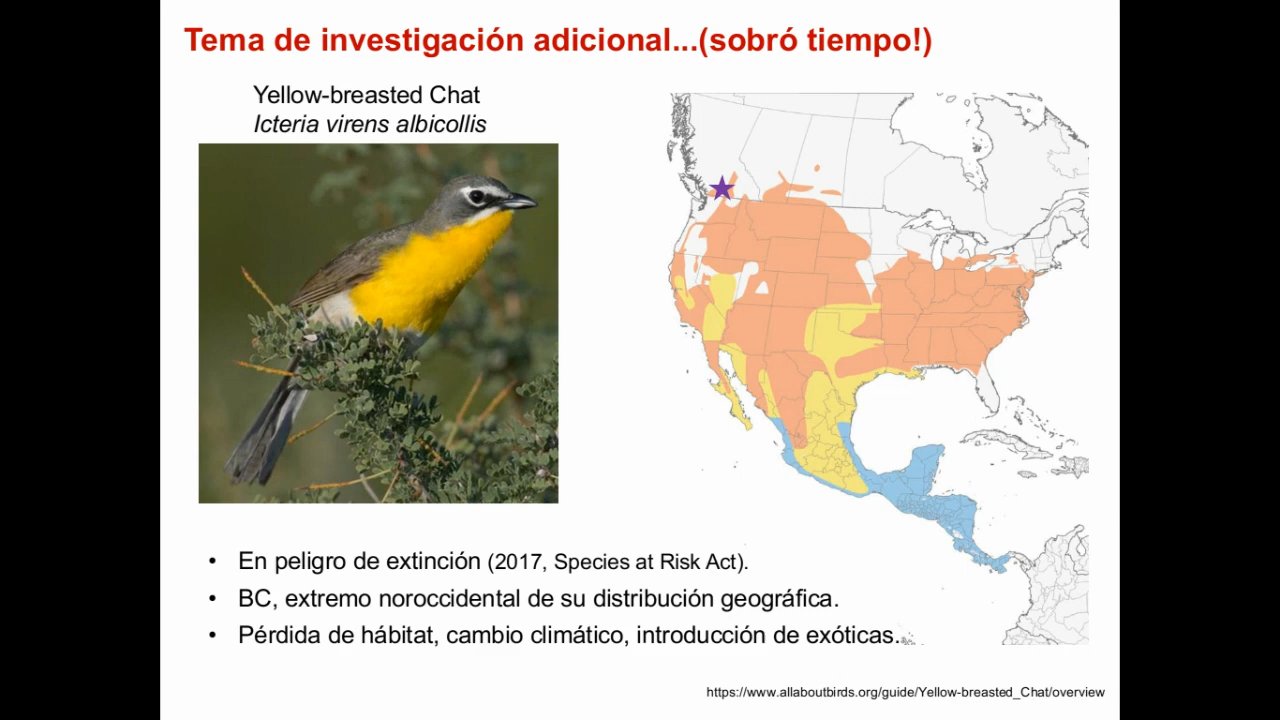 Tema de investigación adicional...(sobró tiempo!)
Yellow-breasted Chat
Icteria virens albicollis
• En peligro de extinción (2017, Species at Risk Act).
• BC, extremo noroccidental de su distribución geográfica.
• Pérdida de hábitat, cambio climático, introducción de exóticas.
https://www.allaboutbirds.org/guide/Yellow-breasted_Chat/overview